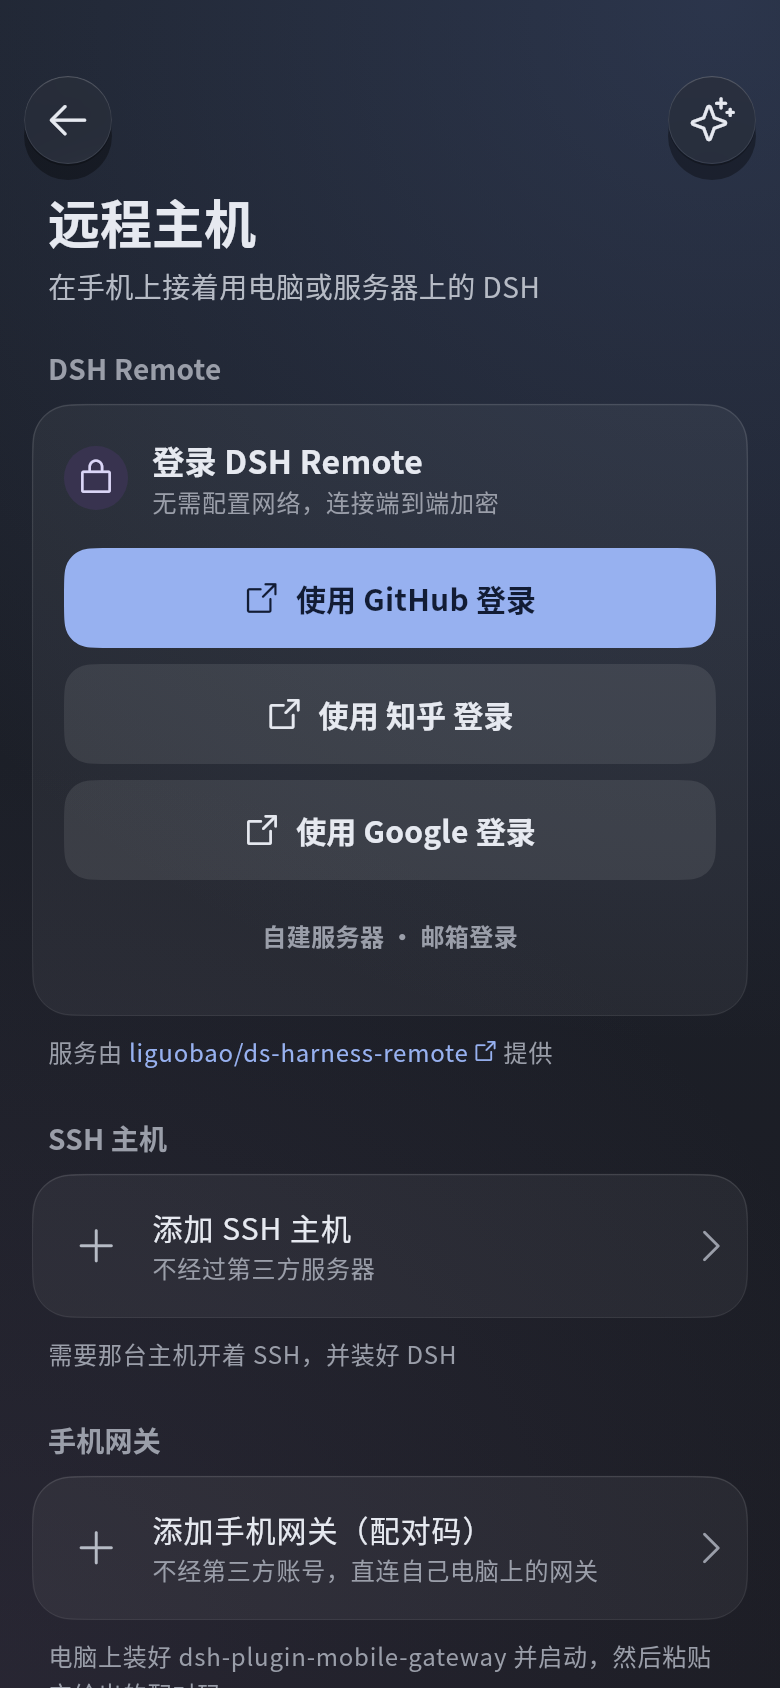 远程主机
在手机上接着用电脑或服务器上的 DSH
DSH Remote
登录 DSH Remote
无需配置网络，连接端到端加密
使用 GitHub 登录
使用 知乎 登录
使用 Google 登录
自建服务器 · 邮箱登录
服务由 liguobao/ds-harness-remote 提供
SSH 主机
添加 SSH 主机
不经过第三方服务器
需要那台主机开着 SSH，并装好 DSH
手机网关
添加手机网关（配对码）
不经第三方账号，直连自己电脑上的网关
电脑上装好 dsh-plugin-mobile-gateway 并启动，然后粘贴